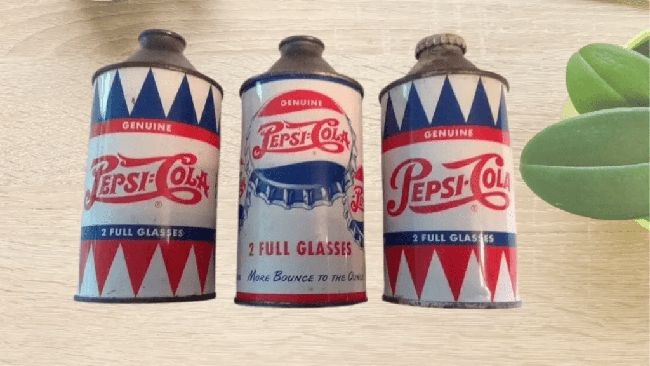 GENUINE
PEPSI=COLA
2 FULL GLASSES
GENUINE
PEPSI=COLA
2 FULL GLASSES
MORE BOUNCE TO THE OUNCE
GENUINE
PEPSI-COLA
2 FULL GLASSES